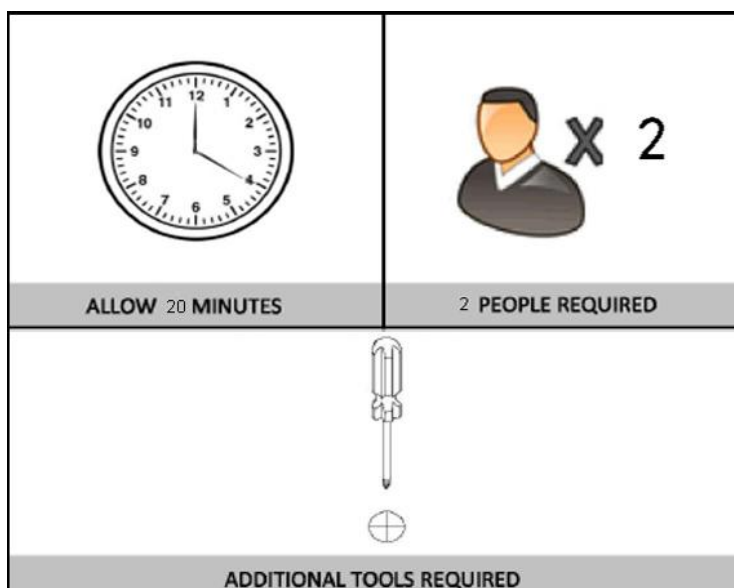 12
11 1
10 2
9 3
8 4
7 5
6
X 2
ALLOW 20 MINUTES
2 PEOPLE REQUIRED
ADDITIONAL TOOLS REQUIRED